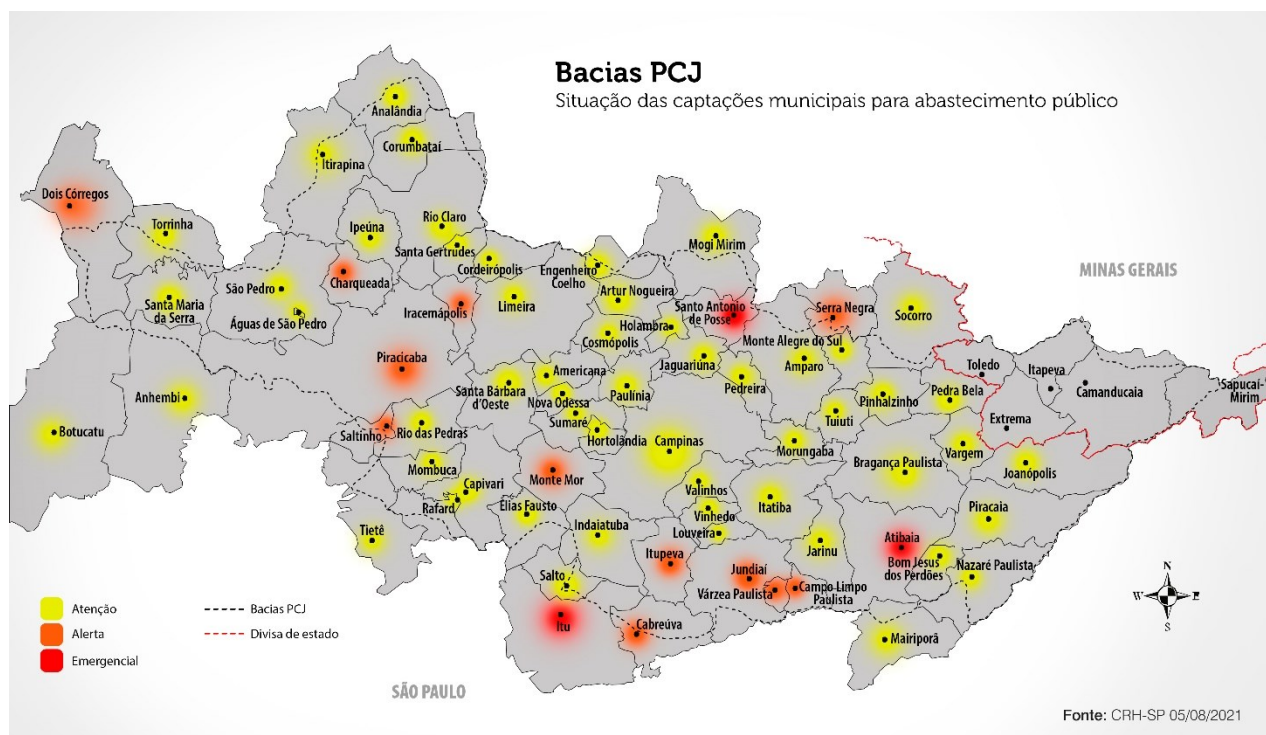 Bacias PCJ
Situação das captações municipais para abastecimento público
Analândia
Corumbataí
Itirapina
Dois Córregos
Torrinha
Ipeúna
Rio Claro
Santa Gertrudes
Cordeirópolis
Engenheiro
Coelho
Mogi Mirim
MINAS GERAIS
Charqueada
São Pedro
Santa Maria
da Serra
Águas de São Pedro
Iracemápolis
Limeira
Artur Nogueira
Holambra
Santo Antonio
de Posse
Serra Negra
Socorro
Cosmópolis
Monte Alegre do Sul
Jaguariúna
Amparo
Pedreira
Toledo
Itapeva
Camanducaia
Sapucaí-
Mirim
Extrema
Piracicaba
Anhembi
Botucatu
Santa Bárbara
d'Oeste
Americana
Nova Odessa
Sumaré
Paulínia
Hortolândia
Pinhalzinho
Pedra Bela
Tuiuti
Saltinho
Rio das Pedras
Campinas
Morungaba
Vargem
Bragança Paulista
Joanópolis
Mombuca
Monte Mor
Capivari
Rafard
Elias Fausto
Valinhos
Vinhedo
Louveira
Itatiba
Piracaia
Tietê
Indaiatuba
Jarinu
Atibaia
Bom Jesus
dos Perdões
Nazaré Paulista
Itupeva
Jundiaí
Várzea Paulista
Campo Limpo
Paulista
Salto
Itu
Cabreúva
Mairiporã
N
W
E
S
Atenção
Alerta
Emergencial
Bacias PCJ
Divisa de estado
SÃO PAULO
Fonte: CRH-SP 05/08/2021